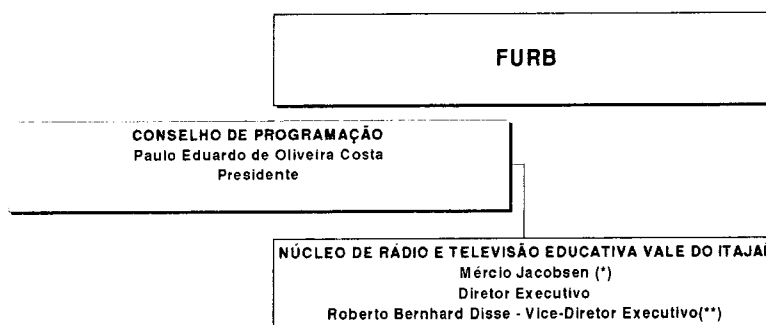 FURB
CONSELHO DE PROGRAMAÇÃO
Paulo Eduardo de Oliveira Costa
Presidente
NÚCLEO DE RÁDIO E TELEVISÃO EDUCATIVA VALE DO ITAJAÍ
Mércio Jacobsen (*)
Diretor Executivo
Roberto Bernhard Disse - Vice-Diretor Executivo(**)